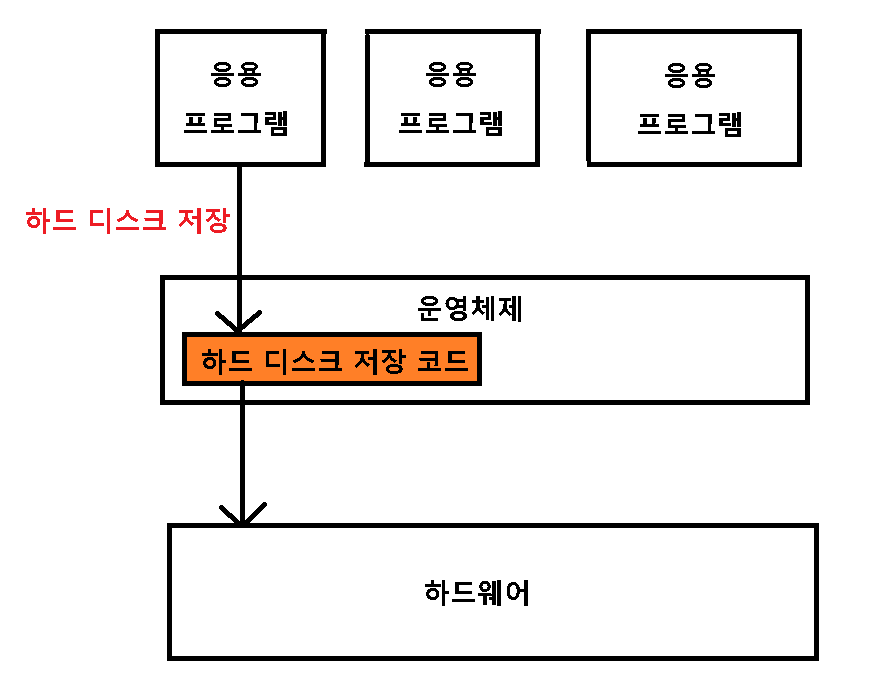 응용
프로그램
응용
프로그램
응용
프로그램
하드 디스크 저장
운영체제
하드 디스크 저장 코드
하드웨어